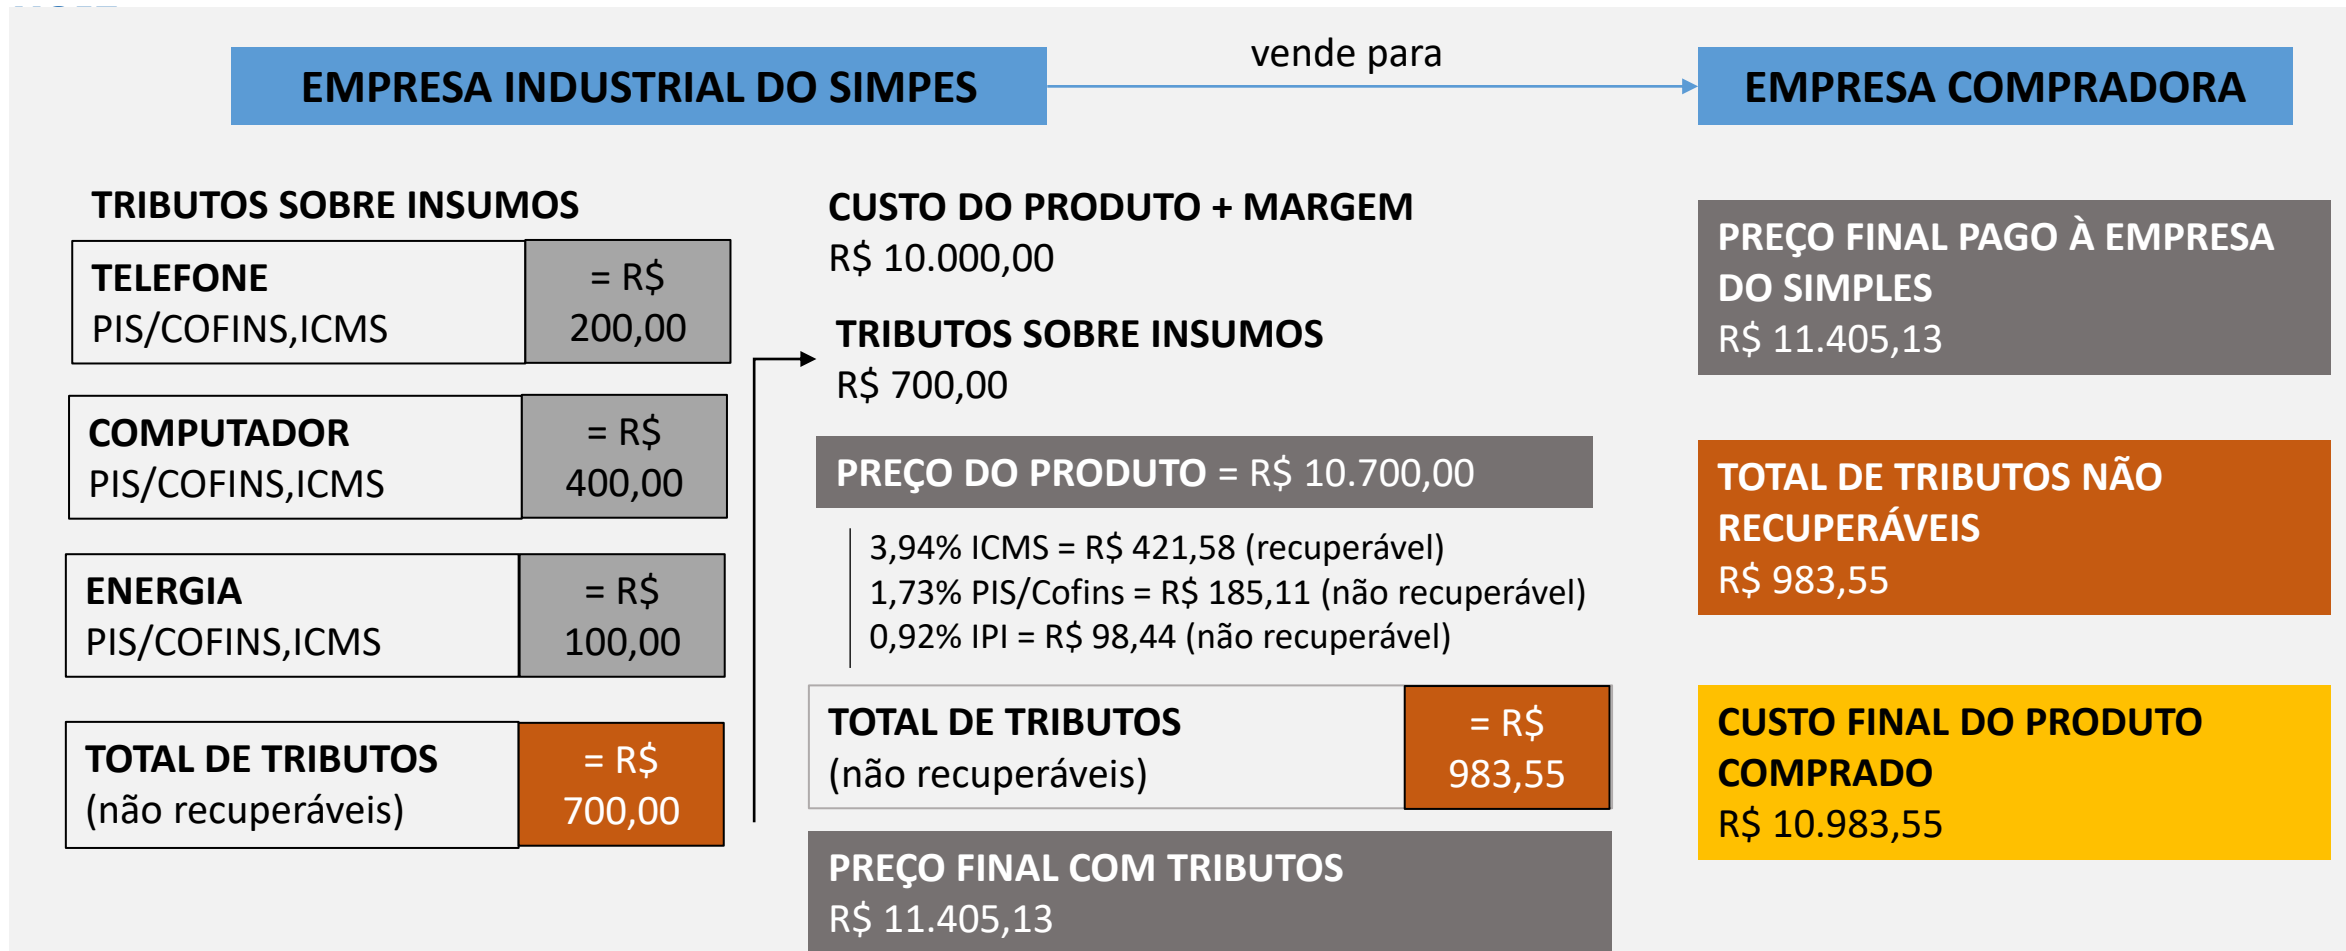 EMPRESA INDUSTRIAL DO SIMPES
vende para
EMPRESA COMPRADORA
TRIBUTOS SOBRE INSUMOS
TELEFONE
PIS/COFINS,ICMS
= R$
200,00
COMPUTADOR
PIS/COFINS,ICMS
= R$
400,00
ENERGIA
PIS/COFINS,ICMS
= R$
100,00
TOTAL DE TRIBUTOS
(não recuperáveis)
= R$
700,00
CUSTO DO PRODUTO + MARGEM
R$ 10.000,00
TRIBUTOS SOBRE INSUMOS
R$ 700,00
PREÇO DO PRODUTO = R$ 10.700,00
3,94% ICMS = R$ 421,58 (recuperável)
1,73% PIS/Cofins = R$ 185,11 (não recuperável)
0,92% IPI = R$ 98,44 (não recuperável)
TOTAL DE TRIBUTOS
(não recuperáveis)
= R$
983,55
PREÇO FINAL COM TRIBUTOS
R$ 11.405,13
PREÇO FINAL PAGO À EMPRESA
DO SIMPLES
R$ 11.405,13
TOTAL DE TRIBUTOS NÃO
RECUPERÁVEIS
R$ 983,55
CUSTO FINAL DO PRODUTO
COMPRADO
R$ 10.983,55